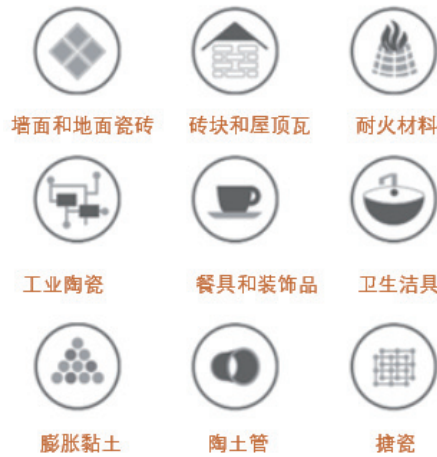 墙面和地面瓷砖
砖块和屋顶瓦
耐火材料
工业陶瓷
餐具和装饰品
卫生洁具
膨胀黏土
陶土管
搪瓷